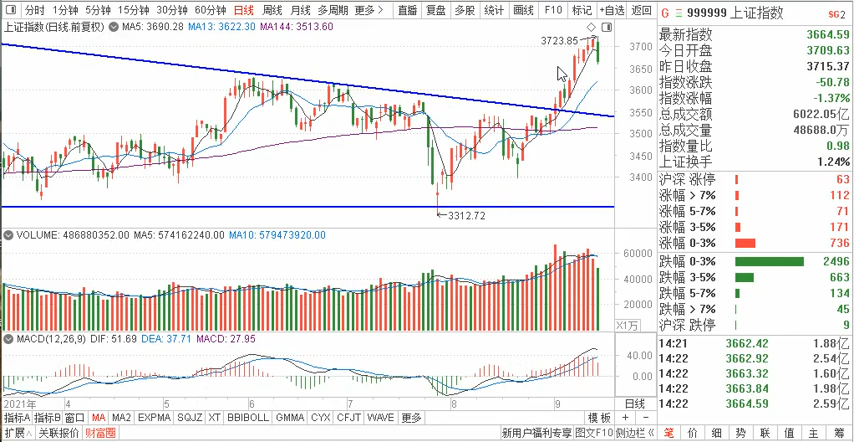 分时 1分钟 5分钟 15分钟 30分钟 60分钟 日线 周线 月线 多周期 更多 > 直播 复盘 多股 统计 画线 F10 标记 +自选 返回
上证指数(日线.前复权) MA5: 3690.28 MA13: 3622.30 MA144: 3513.60
3723.85
3700
3650
3600
3550
3500
3450
3400
3312.72
VOLUME: 486880352.00 MA5: 574162240.00 MA10: 579473920.00
60000
40000
20000
X1万
MACD(12,26,9) DIF: 51.69 DEA: 37.71 MACD: 27.95
40.00
0.00
2021年 4 5 6 7 8 9 日线
指标A 指标B 窗口 MA MA2 EXPMA SQJZ XT BBIBOLL GMMA CYX CFJT WAVE 更多 模板 + −
扩展∧ 关联报价 财富圈 新用户福利专享 图文F10 侧边栏《
G 999999 上证指数 SG2
最新指数 3664.59
今日开盘 3709.63
昨日收盘 3715.37
指数涨跌 -50.78
指数涨幅 -1.37%
总成交额 6022.05亿
总成交量 48688.0万
指数量比 0.98
上证换手 1.24%
沪深 涨停 63
涨幅 > 7% 112
涨幅 5-7% 71
涨幅 3-5% 171
涨幅 0-3% 736
跌幅 0-3% 2496
跌幅 3-5% 663
跌幅 5-7% 134
跌幅 > 7% 45
沪深 跌停 9
14:21 3662.42 1.88亿
14:22 3662.92 2.54亿
14:22 3663.32 1.60亿
14:22 3663.84 1.98亿
14:22 3664.59 2.59亿
笔 价 细 势 联 值 主 筹